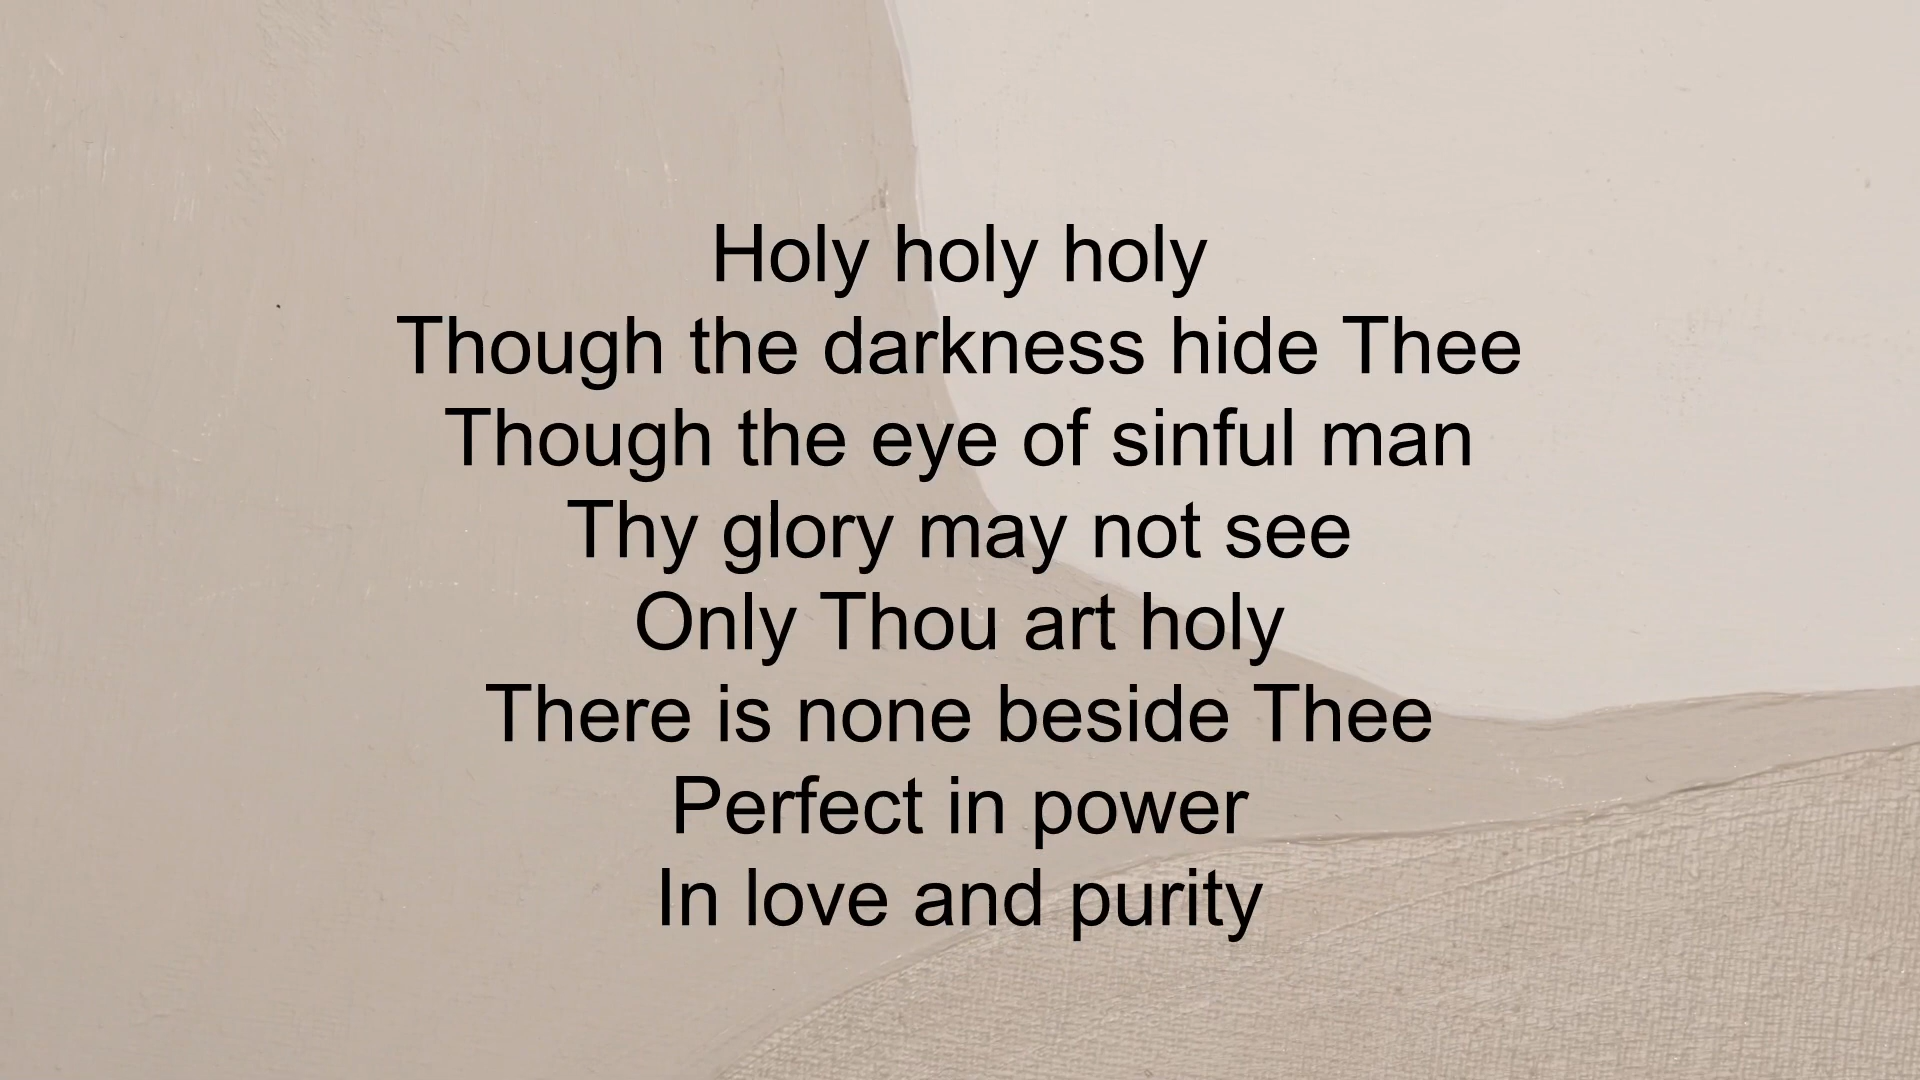 Holy holy holy
Though the darkness hide Thee
Though the eye of sinful man
Thy glory may not see
Only Thou art holy
There is none beside Thee
Perfect in power
In love and purity